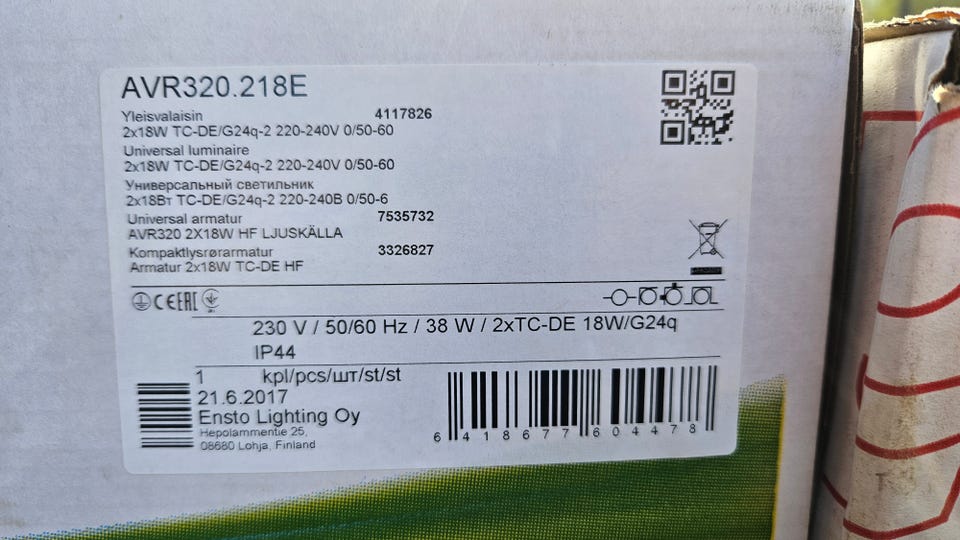 AVR320.218E
Yleisvalaisin 4117826
2x18W TC-DE/G24q-2 220-240V 0/50-60
Universal luminaire
2x18W TC-DE/G24q-2 220-240V 0/50-60
Универсальный светильник
2x18Вт TC-DE/G24q-2 220-240В 0/50-6
Universal armatur 7535732
AVR320 2X18W HF LJUSKÄLLA
Kompaktlysrørarmatur 3326827
Armatur 2x18W TC-DE HF
CE EAC
230 V / 50/60 Hz / 38 W / 2xTC-DE 18W/G24q
IP44
1 kpl/pcs/шт/st/st
21.6.2017
Ensto Lighting Oy
Hepolammentie 25,
08680 Lohja, Finland
6 418677 604478